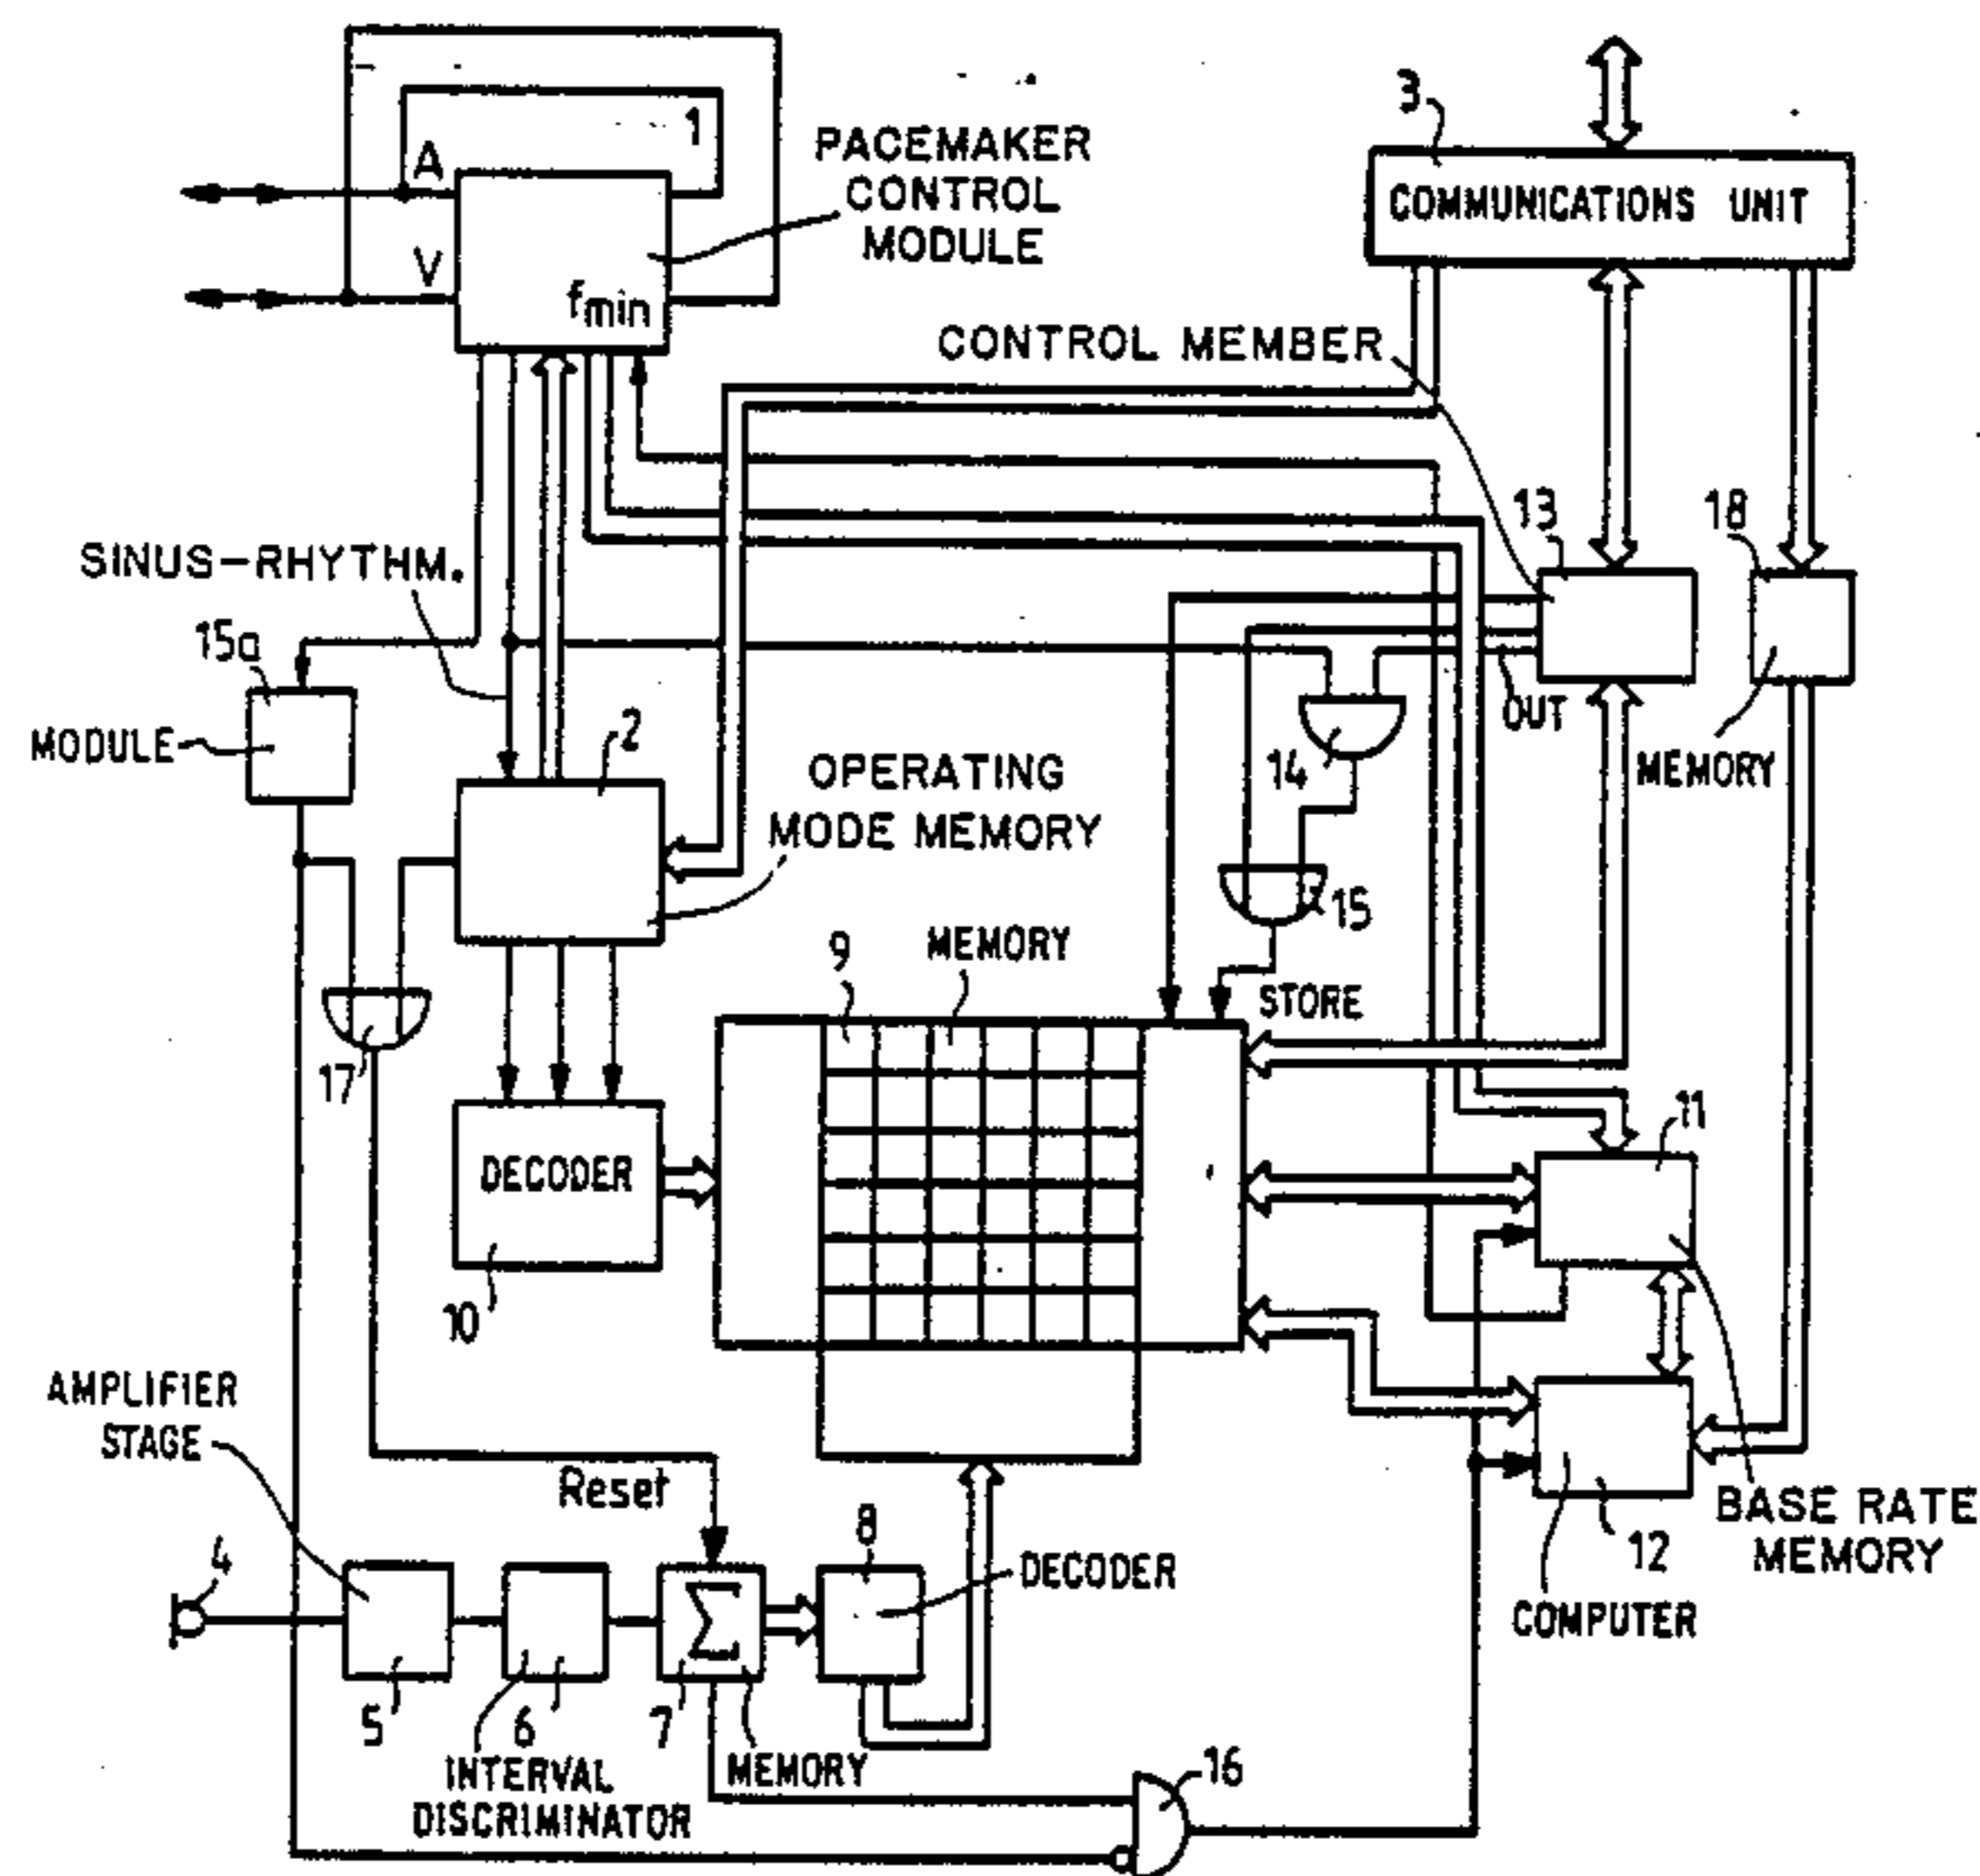 1
3
A
PACEMAKER
CONTROL
MODULE
COMMUNICATIONS UNIT
V
fmin
CONTROL MEMBER
13
18
SINUS-RHYTHM.
15a
OUT
MODULE
2
14
MEMORY
OPERATING
MODE MEMORY
15
9
MEMORY
STORE
17
11
DECODER
10
AMPLIFIER
STAGE
Reset
BASE RATE
MEMORY
12
4
8
DECODER
COMPUTER
Σ
5
6
7
MEMORY
INTERVAL
DISCRIMINATOR
16